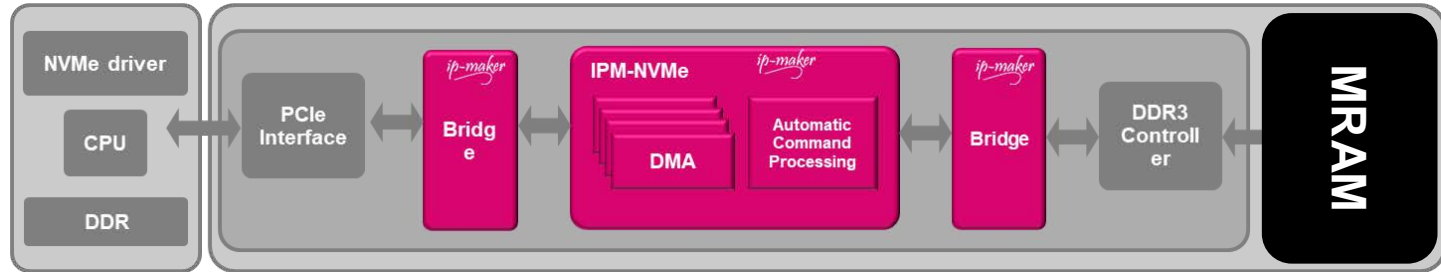 NVMe driver
CPU
DDR
PCIe
Interface
ip-maker
Bridg
e
IPM-NVMe
ip-maker
DMA
Automatic
Command
Processing
ip-maker
Bridge
DDR3
Controll
er
MRAM